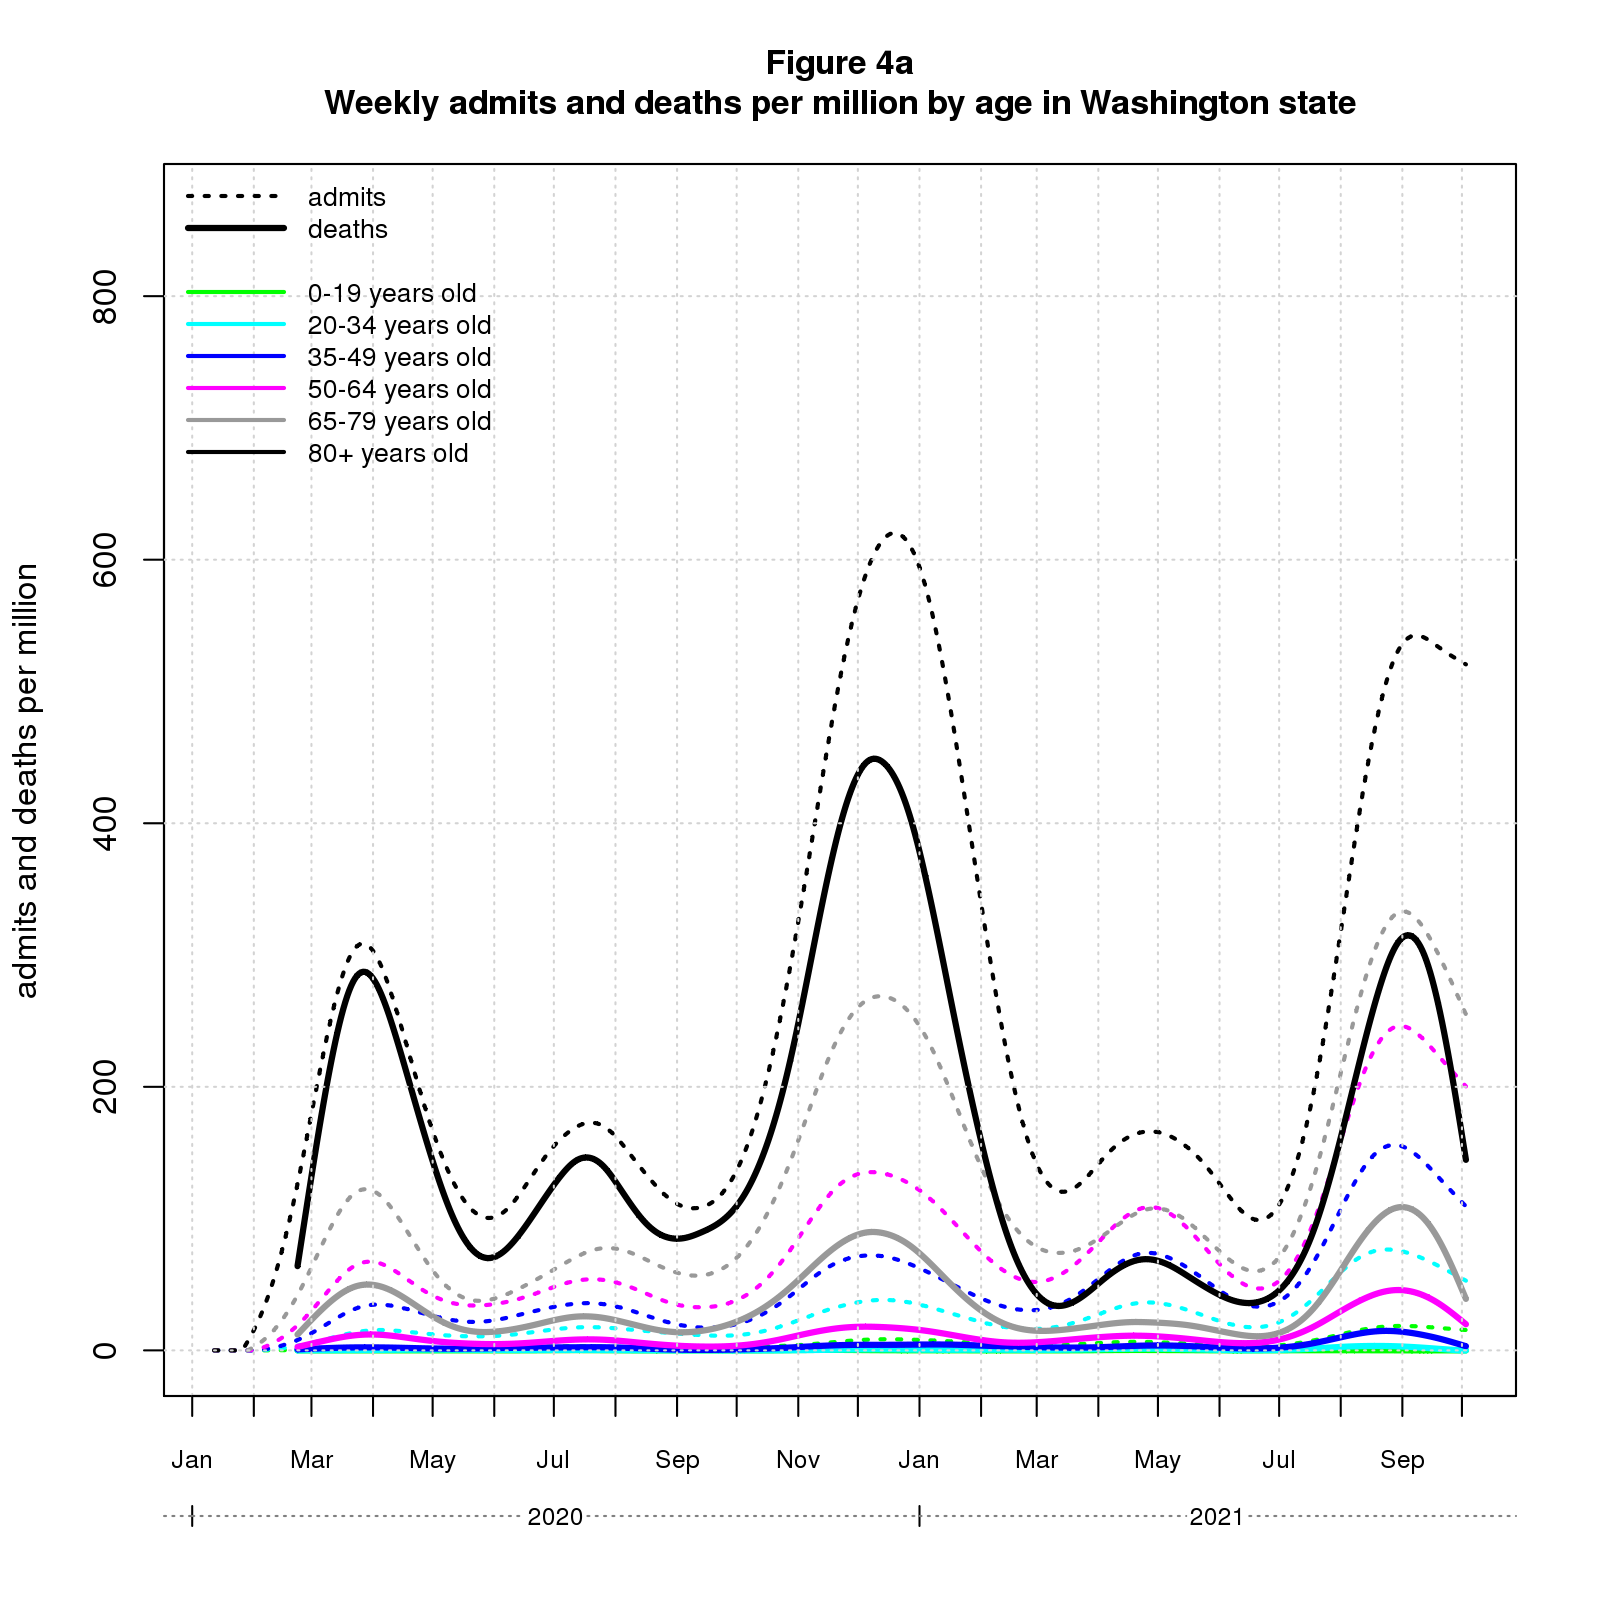 Figure 4a
Weekly admits and deaths per million by age in Washington state
admits
deaths
0-19 years old
20-34 years old
35-49 years old
50-64 years old
65-79 years old
80+ years old
admits and deaths per million
800
600
400
200
0
Jan Mar May Jul Sep Nov Jan Mar May Jul Sep
2020 2021